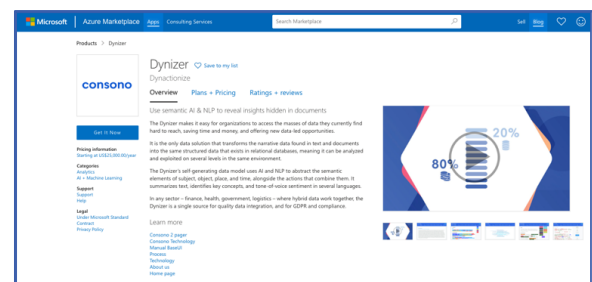 Microsoft Azure Marketplace Apps Consulting Services Search Marketplace Sell Blog
Products > Dynizer
consono
Get It Now
Pricing information
Starting at US$25,000.00/year
Categories
Analytics
AI + Machine Learning
Support
Support
Help
Legal
Under Microsoft Standard
Contract
Privacy Policy
Dynizer Save to my list
Dynactionize
Overview Plans + Pricing Ratings + reviews
Use semantic AI & NLP to reveal insights hidden in documents
The Dynizer makes it easy for organizations to access the masses of data they currently find
hard to reach, saving time and money, and offering new data-led opportunities.
It is the only data solution that transforms the narrative data found in text and documents
into the same structured data that exists in relational databases, meaning it can be analyzed
and exploited on several levels in the same environment.
The Dynizer's self-generating data model uses AI and NLP to abstract the semantic
elements of subject, object, place, and time, alongside the actions that combine them. It
summarizes text, identifies key concepts, and tone-of-voice sentiment in several languages.
In any sector – finance, health, government, logistics – where hybrid data work together, the
Dynizer is a single source for quality data integration, and for GDPR and compliance.
Learn more
Consono 2 pager
Consono Technology
Manual BaseUI
Process
Technology
About us
Home page
20%
80%